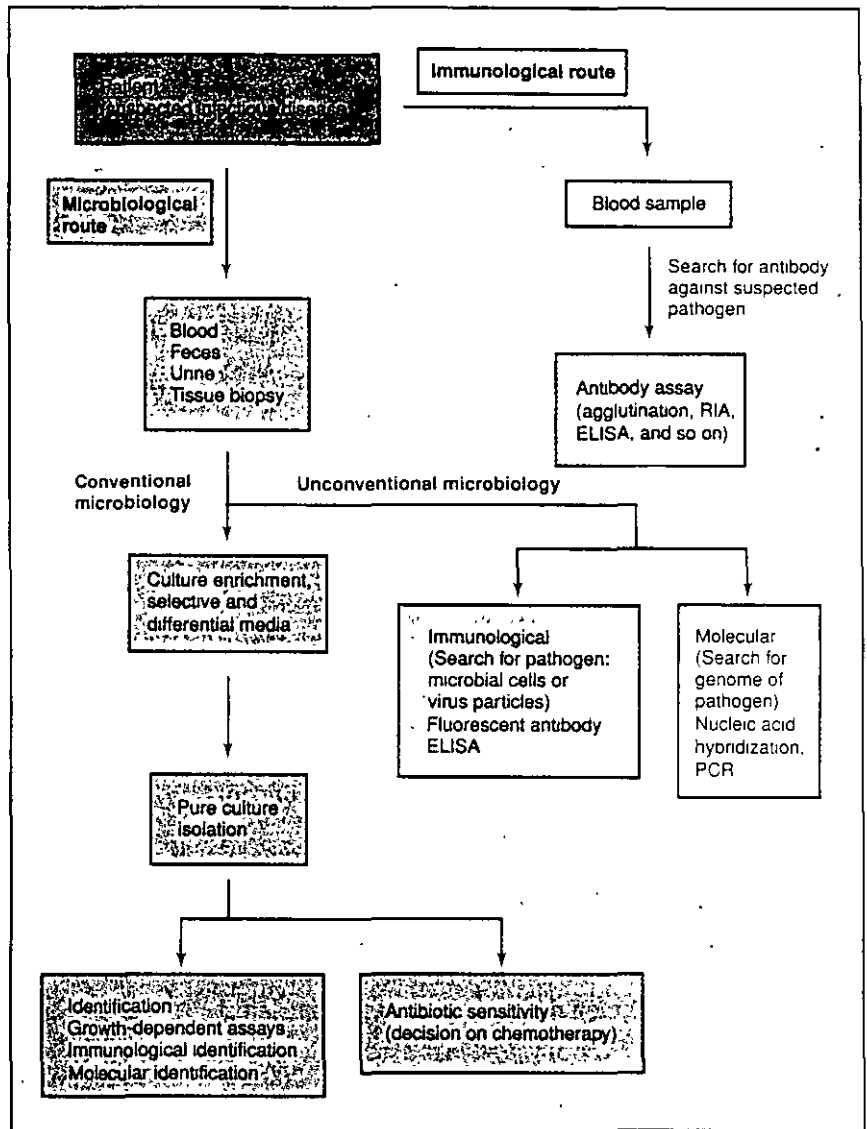 Immunological route
suspected infectious disease
Microbiological
route
Blood sample
Search for antibody
against suspected
pathogen
Blood
Feces
Urine
Tissue biopsy
Antibody assay
(agglutination, RIA,
ELISA, and so on)
Conventional
microbiology
Unconventional microbiology
Culture enrichment,
selective and
differential media
Immunological
(Search for pathogen:
microbial cells or
virus particles)
Fluorescent antibody
ELISA
Molecular
(Search for
genome of
pathogen)
Nucleic acid
hybridization,
PCR
Pure culture
isolation
Identification
Growth-dependent assays
Immunological identification
Molecular identification
Antibiotic sensitivity
(decision on chemotherapy)